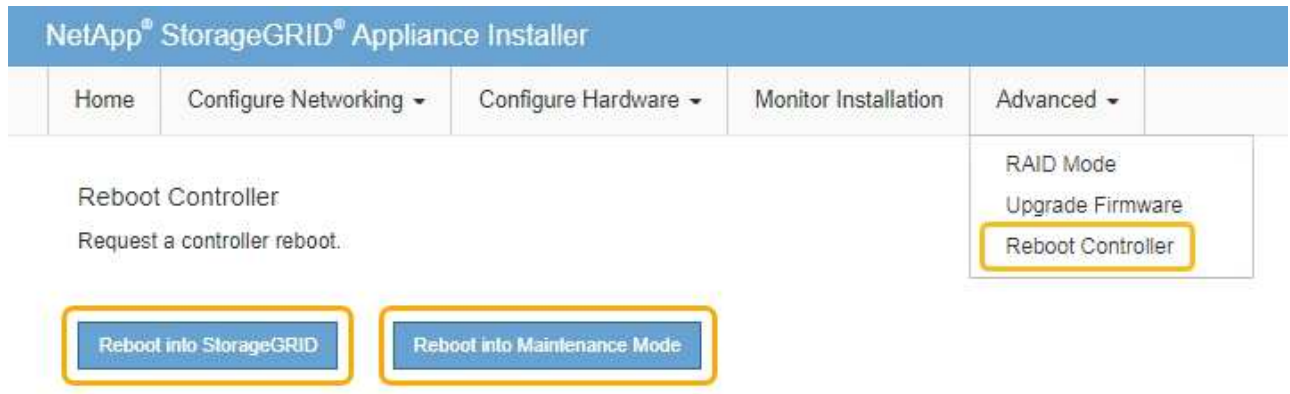 NetApp® StorageGRID® Appliance Installer
Home Configure Networking Configure Hardware Monitor Installation Advanced
RAID Mode
Upgrade Firmware
Reboot Controller
Reboot Controller
Request a controller reboot.
Reboot into StorageGRID Reboot into Maintenance Mode